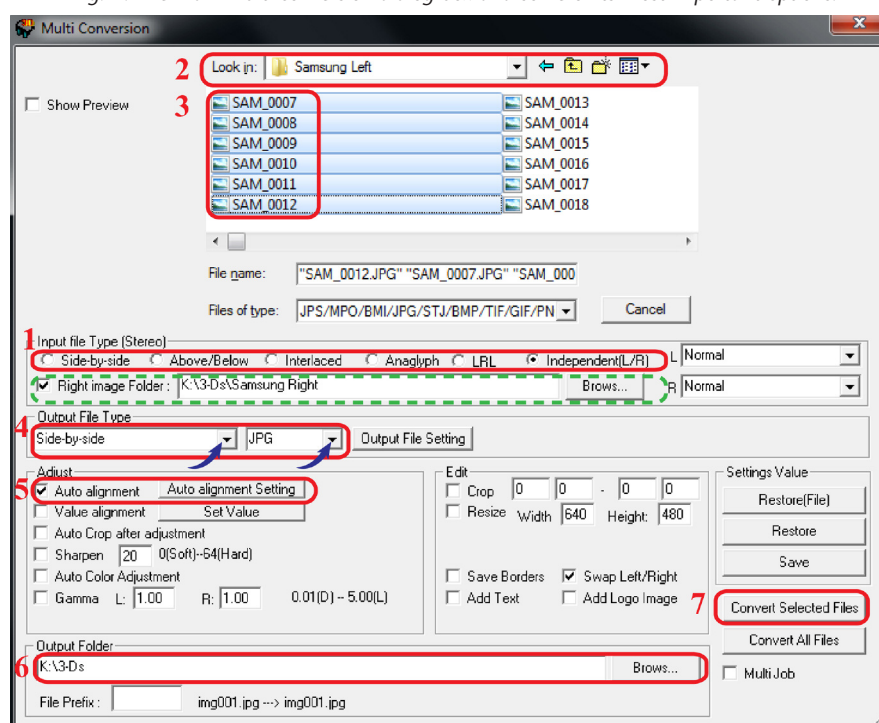 Multi Conversion
2 Look in: Samsung Left
Show Preview
3 SAM_0007 SAM_0013
SAM_0008 SAM_0014
SAM_0009 SAM_0015
SAM_0010 SAM_0016
SAM_0011 SAM_0017
SAM_0012 SAM_0018
File name: "SAM_0012.JPG" "SAM_0007.JPG" "SAM_000
Files of type: JPS/MPO/BMI/JPG/STJ/BMP/TIF/GIF/PN Cancel
1 Input file Type (Stereo)
Side-by-side Above/Below Interlaced Anaglyph LRL Independent(L/R) L Normal
Right image Folder : K:\3-Ds\Samsung Right Brows... R Normal
Output File Type
4 Side-by-side JPG Output File Setting
Adjust Edit Settings Value
5 Auto alignment Auto alignment Setting Crop 0 0 - 0 0 Restore(File)
Value alignment Set Value Resize Width 640 Height: 480
Auto Crop after adjustment Restore
Sharpen 20 0(Soft)--64(Hard) Save
Auto Color Adjustment Save Borders Swap Left/Right
Gamma L: 1.00 R: 1.00 0.01(D) -- 5.00(L) Add Text Add Logo Image 7 Convert Selected Files
Output Folder Convert All Files
6 K:\3-Ds Brows... Multi Job
File Prefix : img001.jpg ---> img001.jpg